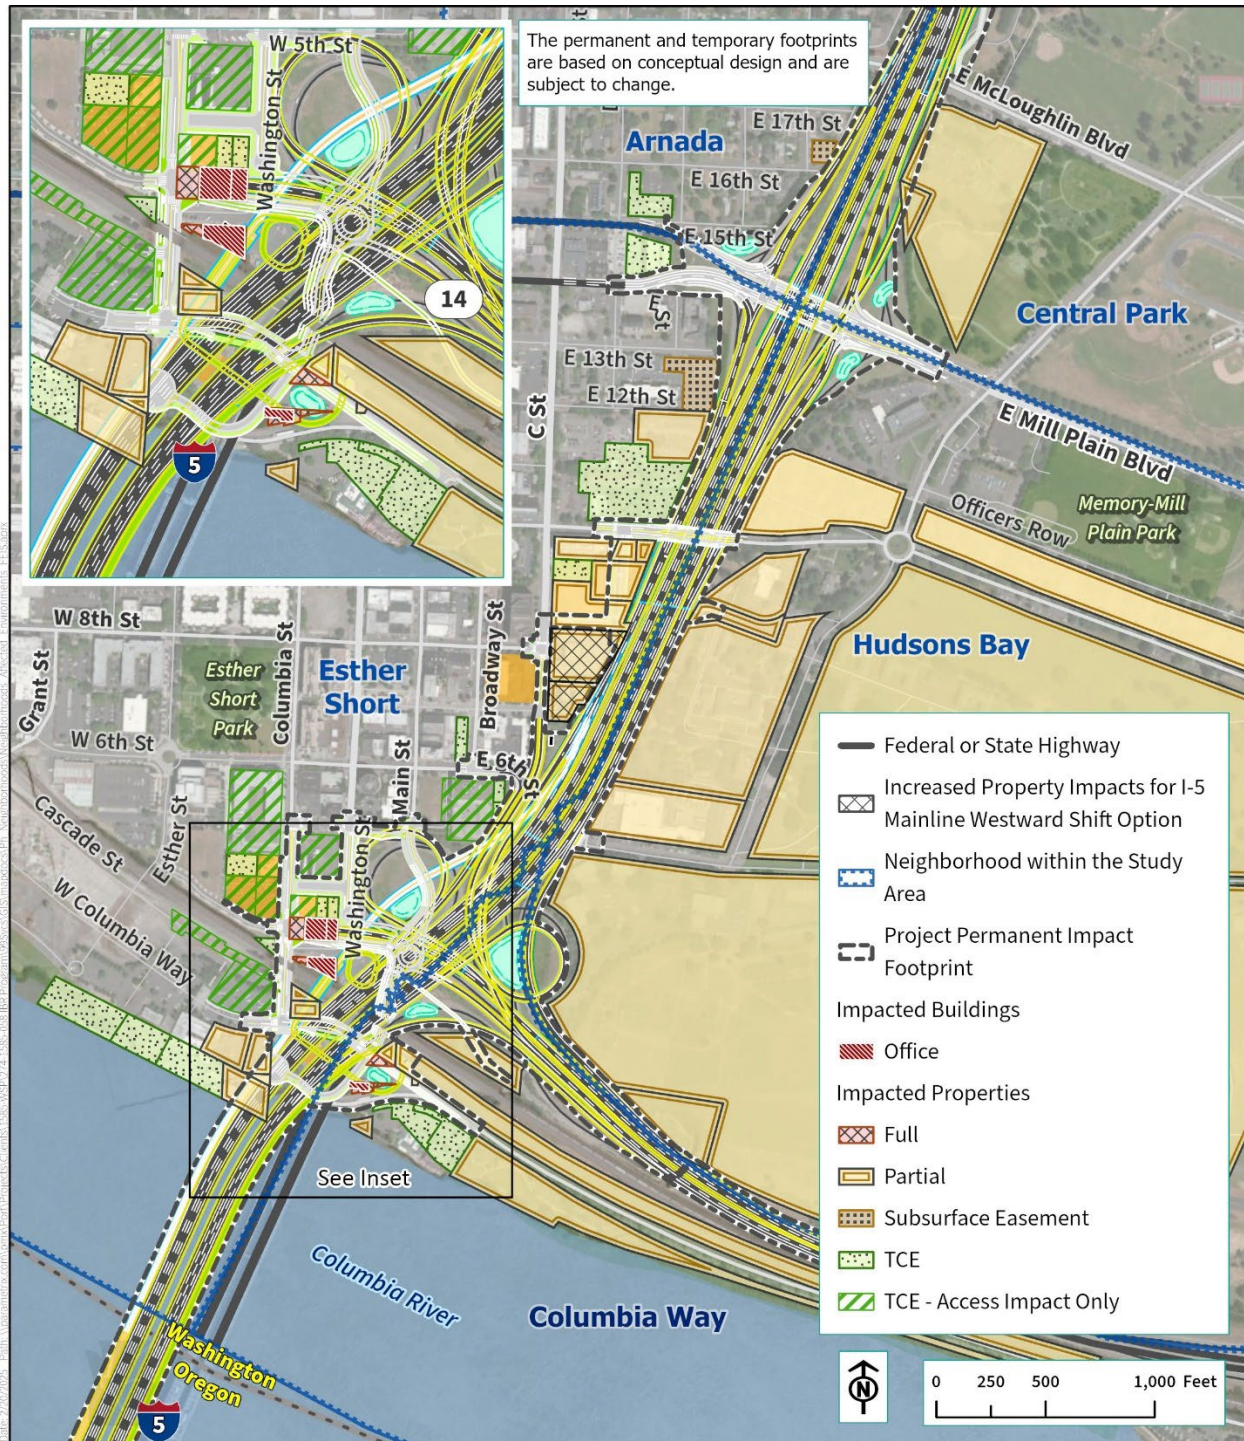 The permanent and temporary footprints
are based on conceptual design and are
subject to change.
W 5th St
Washington St
14
5
E McLoughlin Blvd
E 17th St
Arnada
E 16th St
E 15th St
E St
Central Park
E 13th St
E 12th St
C St
E Mill Plain Blvd
Officers Row
Memory-Mill
Plain Park
W 8th St
Grant St
Esther
Short
Park
Columbia St
Esther
Short
Broadway St
Hudsons Bay
W 6th St
Main St
E 6th St
Cascade St
Esther St
Washington St
W Columbia Way
See Inset
Columbia River
Columbia Way
Washington
Oregon
5
Federal or State Highway
Increased Property Impacts for I-5
Mainline Westward Shift Option
Neighborhood within the Study
Area
Project Permanent Impact
Footprint
Impacted Buildings
Office
Impacted Properties
Full
Partial
Subsurface Easement
TCE
TCE - Access Impact Only
N
0 250 500 1,000 Feet